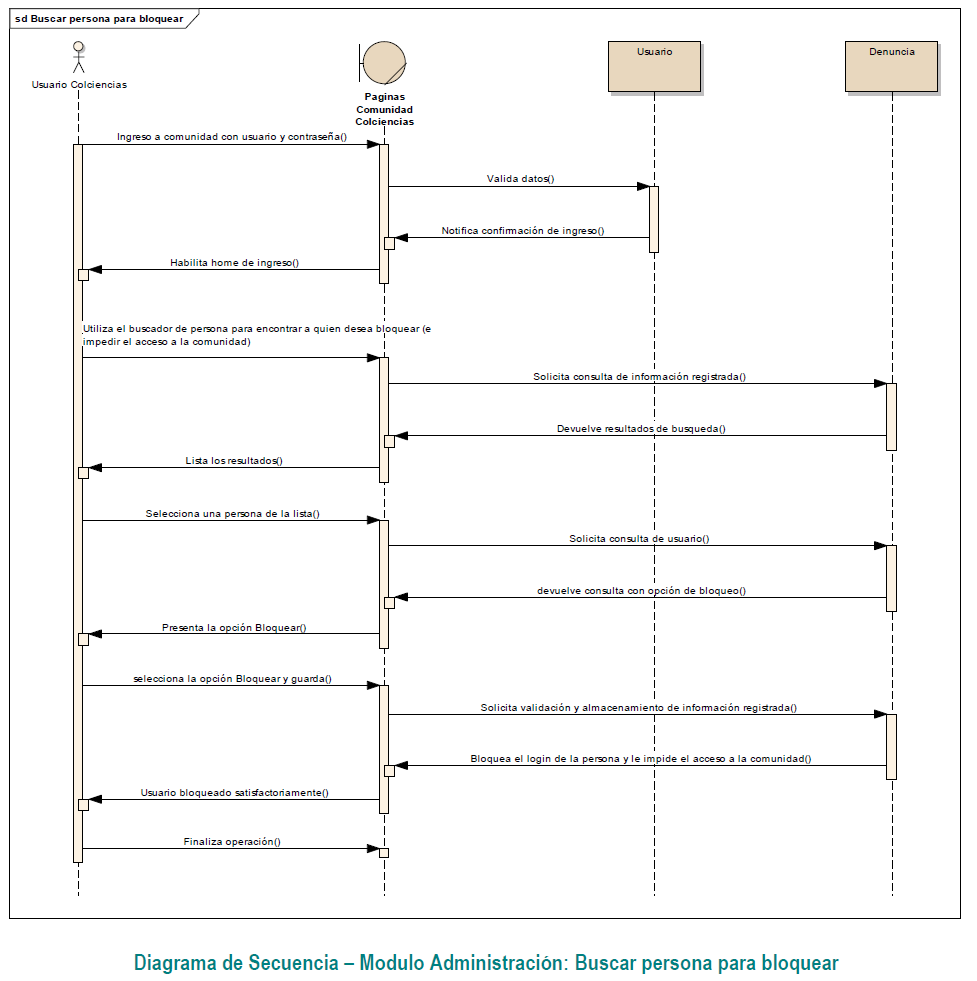 sd Buscar persona para bloquear
Usuario Colciencias
Paginas
Comunidad
Colciencias
Usuario
Denuncia
Ingreso a comunidad con usuario y contraseña()
Valida datos()
Notifica confirmación de ingreso()
Habilita home de ingreso()
Utiliza el buscador de persona para encontrar a quien desea bloquear (e
impedir el acceso a la comunidad)
Solicita consulta de información registrada()
Devuelve resultados de busqueda()
Lista los resultados()
Selecciona una persona de la lista()
Solicita consulta de usuario()
devuelve consulta con opción de bloqueo()
Presenta la opción Bloquear()
selecciona la opción Bloquear y guarda()
Solicita validación y almacenamiento de información registrada()
Bloquea el login de la persona y le impide el acceso a la comunidad()
Usuario bloqueado satisfactoriamente()
Finaliza operación()
Diagrama de Secuencia – Modulo Administración: Buscar persona para bloquear